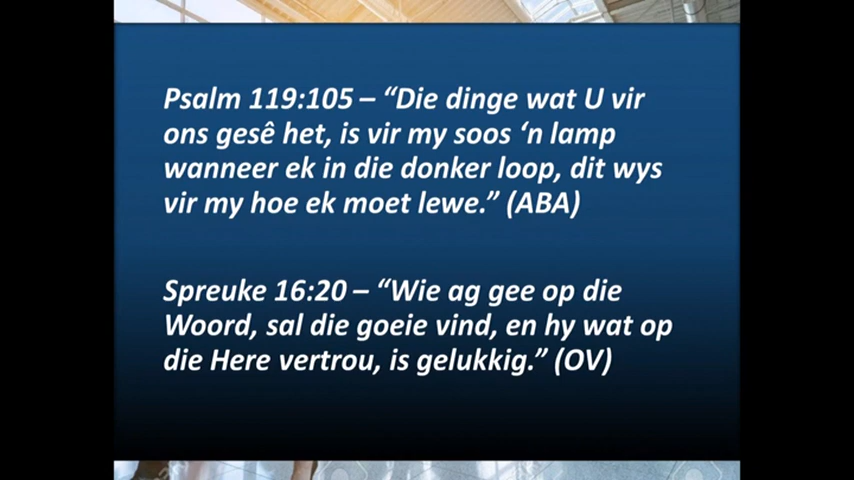 Psalm 119:105 – “Die dinge wat U vir
ons gesê het, is vir my soos ‘n lamp
wanneer ek in die donker loop, dit wys
vir my hoe ek moet lewe.” (ABA)
Spreuke 16:20 – “Wie ag gee op die
Woord, sal die goeie vind, en hy wat op
die Here vertrou, is gelukkig.” (OV)